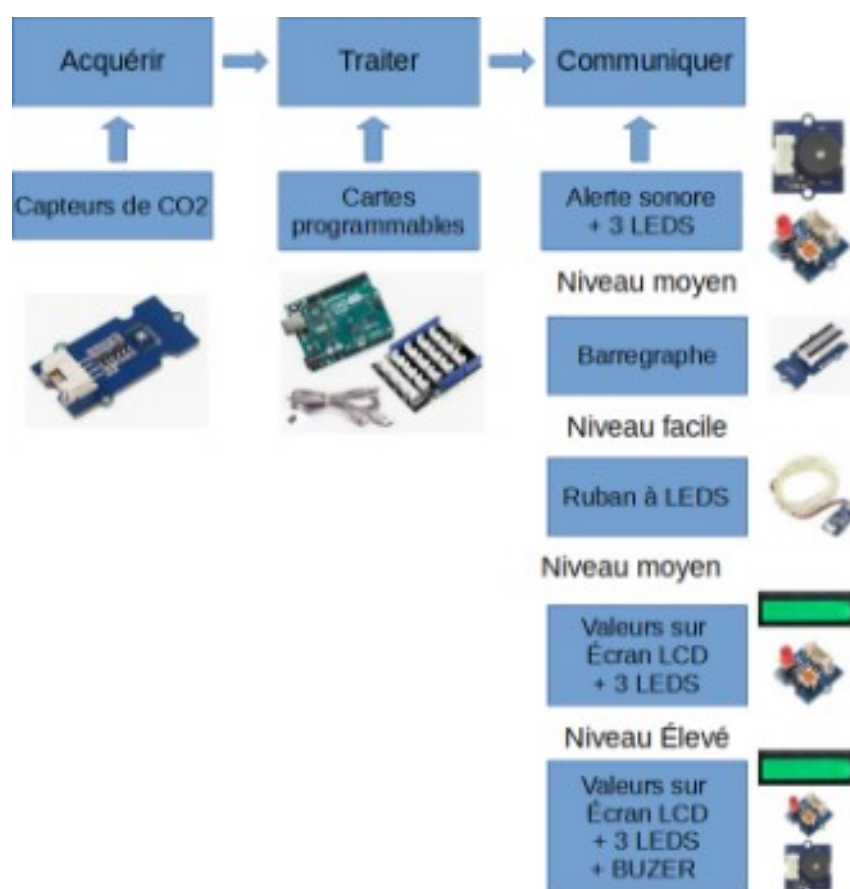 Acquérir
Traiter
Communiquer
Capteurs de CO2
Cartes
programmables
Alerte sonore
+ 3 LEDS
Niveau moyen
Barregraphe
Niveau facile
Ruban à LEDS
Niveau moyen
Valeurs sur
Écran LCD
+ 3 LEDS
Niveau Élevé
Valeurs sur
Écran LCD
+ 3 LEDS
+ BUZER